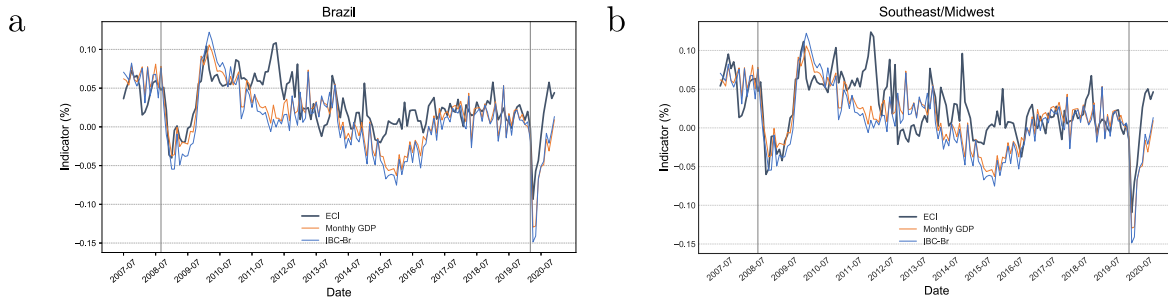 a
Brazil
Indicator (%)
0.10
0.05
0.00
−0.05
−0.10
−0.15
ECI
Monthly GDP
IBC-Br
2007-07
2008-07
2009-07
2010-07
2011-07
2012-07
2013-07
2014-07
2015-07
2016-07
2017-07
2018-07
2019-07
2020-07
Date
b
Southeast/Midwest
Indicator (%)
0.10
0.05
0.00
−0.05
−0.10
−0.15
ECI
Monthly GDP
IBC-Br
2007-07
2008-07
2009-07
2010-07
2011-07
2012-07
2013-07
2014-07
2015-07
2016-07
2017-07
2018-07
2019-07
2020-07
Date